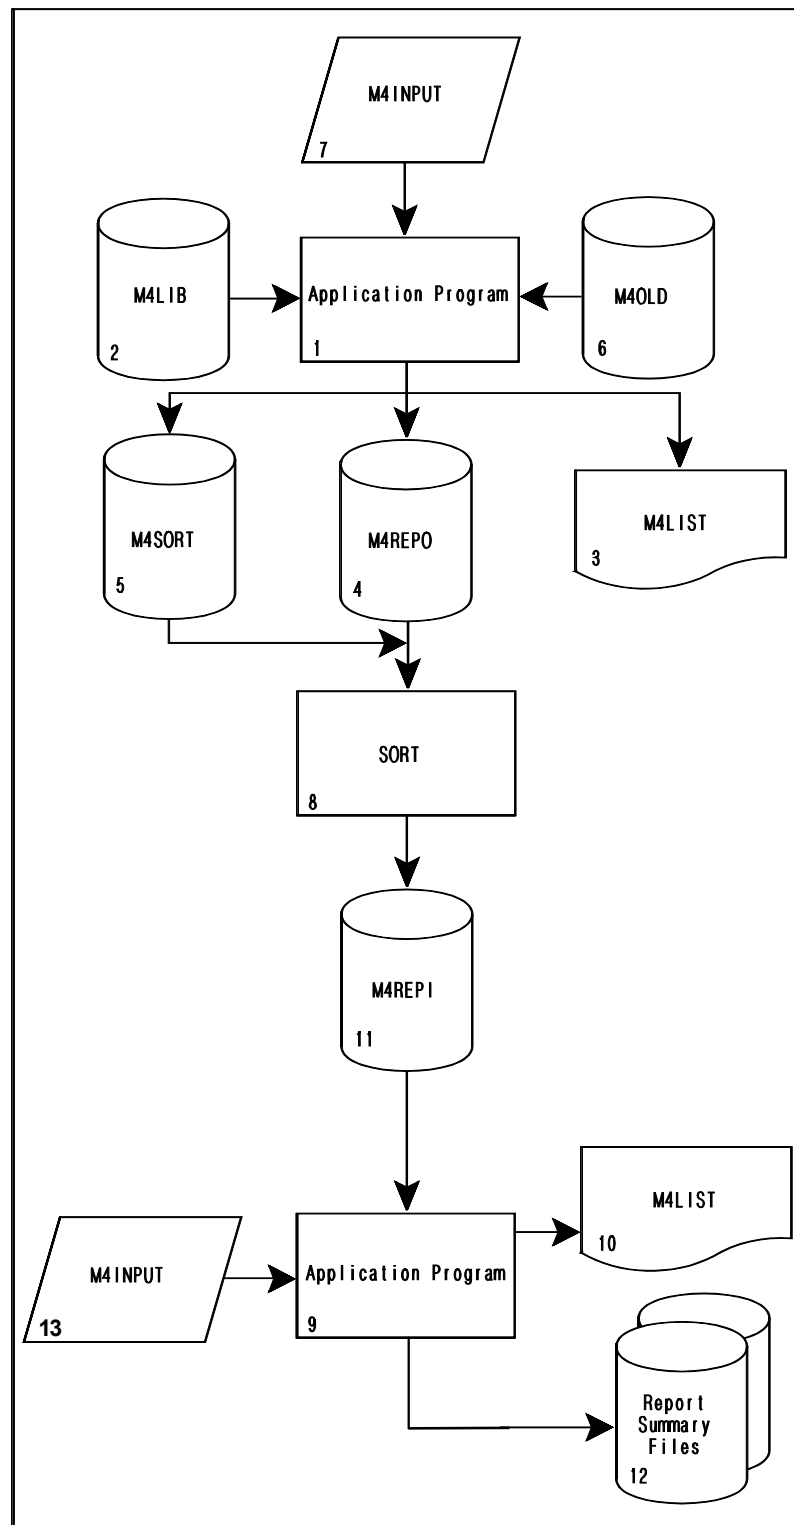 M4INPUT
7
M4LIB
2
Application Program
1
M4OLD
6
M4SORT
5
M4REPO
4
M4LIST
3
SORT
8
M4REPI
11
M4INPUT
13
Application Program
9
M4LIST
10
Report
Summary
Files
12